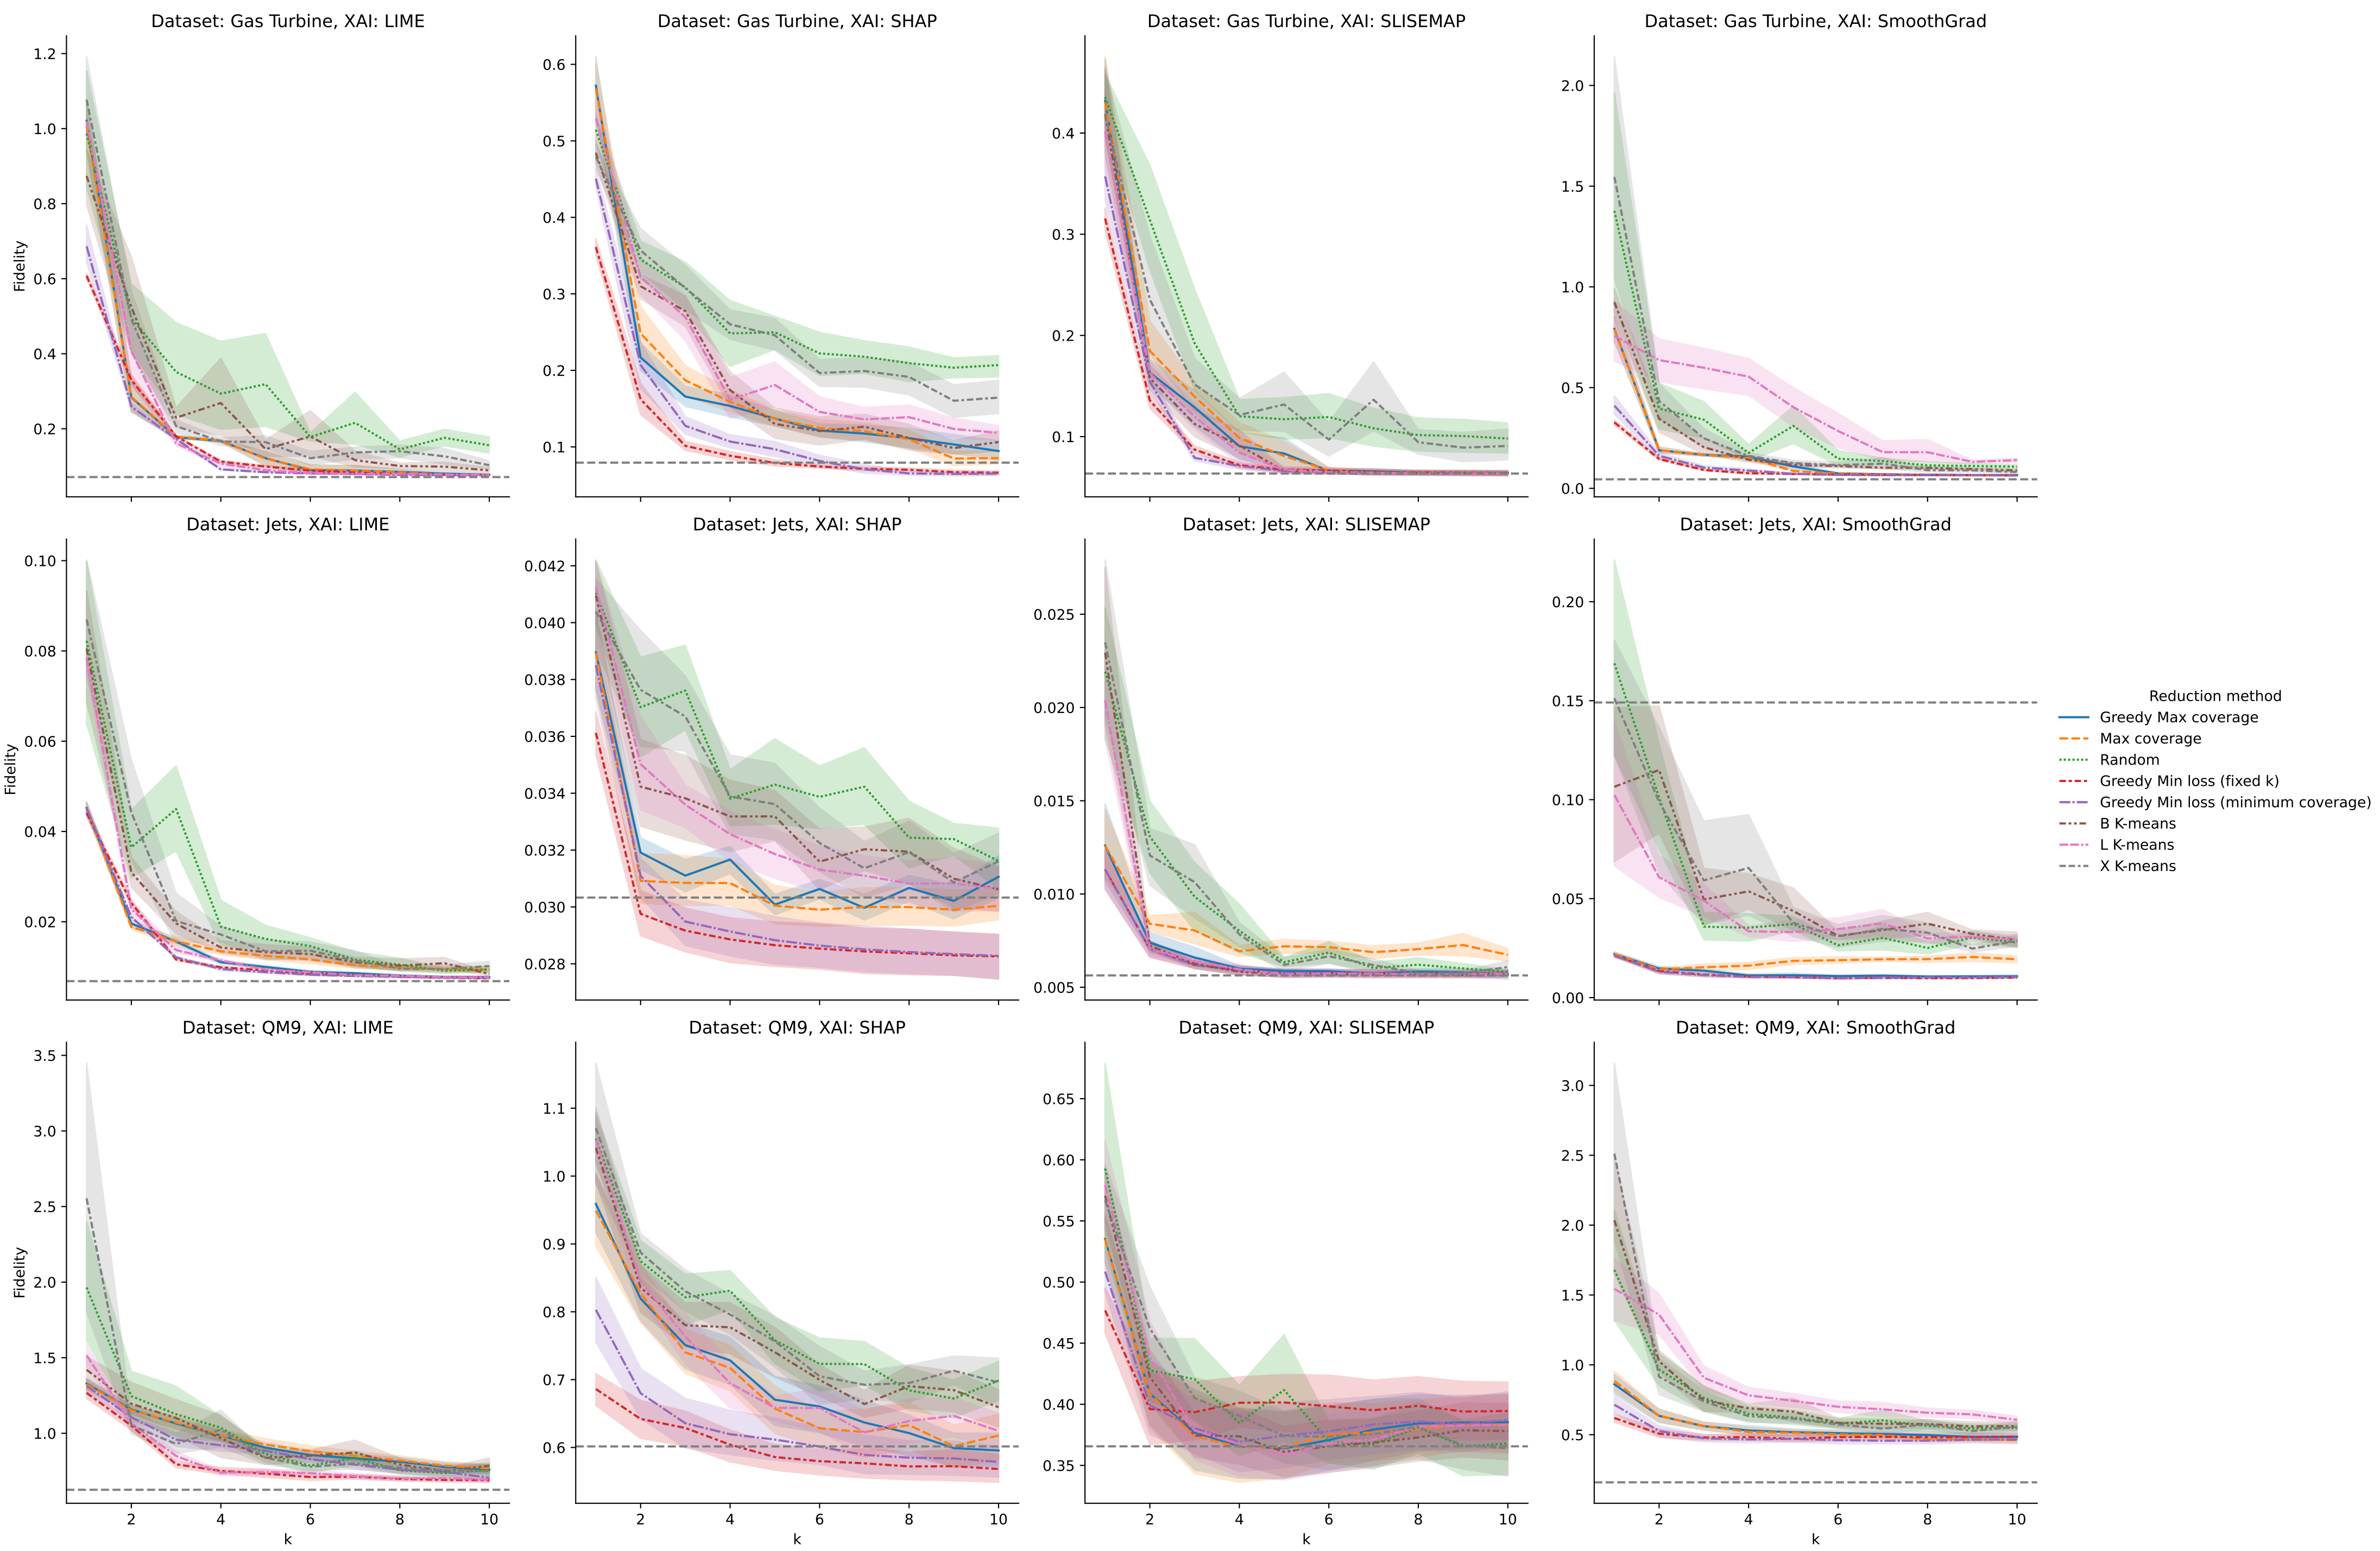 Dataset: Gas Turbine, XAI: LIME
Dataset: Gas Turbine, XAI: SHAP
Dataset: Gas Turbine, XAI: SLISEMAP
Dataset: Gas Turbine, XAI: SmoothGrad
1.2
1.0
0.8
0.6
0.4
0.2
Fidelity
0.6
0.5
0.4
0.3
0.2
0.1
0.4
0.3
0.2
0.1
2.0
1.5
1.0
0.5
0.0
Dataset: Jets, XAI: LIME
Dataset: Jets, XAI: SHAP
Dataset: Jets, XAI: SLISEMAP
Dataset: Jets, XAI: SmoothGrad
0.10
0.08
0.06
0.04
0.02
Fidelity
0.042
0.040
0.038
0.036
0.034
0.032
0.030
0.028
0.025
0.020
0.015
0.010
0.005
0.20
0.15
0.10
0.05
0.00
Reduction method
Greedy Max coverage
Max coverage
Random
Greedy Min loss (fixed k)
Greedy Min loss (minimum coverage)
B K-means
L K-means
X K-means
Dataset: QM9, XAI: LIME
Dataset: QM9, XAI: SHAP
Dataset: QM9, XAI: SLISEMAP
Dataset: QM9, XAI: SmoothGrad
3.5
3.0
2.5
2.0
1.5
1.0
Fidelity
1.1
1.0
0.9
0.8
0.7
0.6
0.65
0.60
0.55
0.50
0.45
0.40
0.35
3.0
2.5
2.0
1.5
1.0
0.5
2 4 6 8 10
k
2 4 6 8 10
k
2 4 6 8 10
k
2 4 6 8 10
k